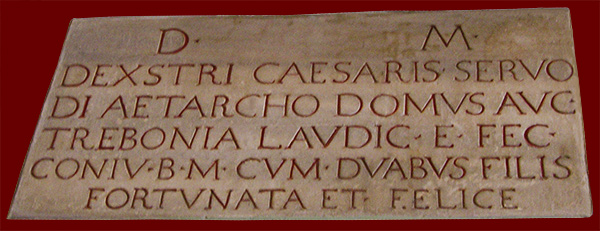 D· M·
DEXSTRI CAESARIS· SERVO
DI AETARCHO DOMVS AVG·
TREBONIA LAVDIC· E· FEC·
CONIV·B·M·CVM·DVABVS FILIS
FORTVNATA ET· FELICE